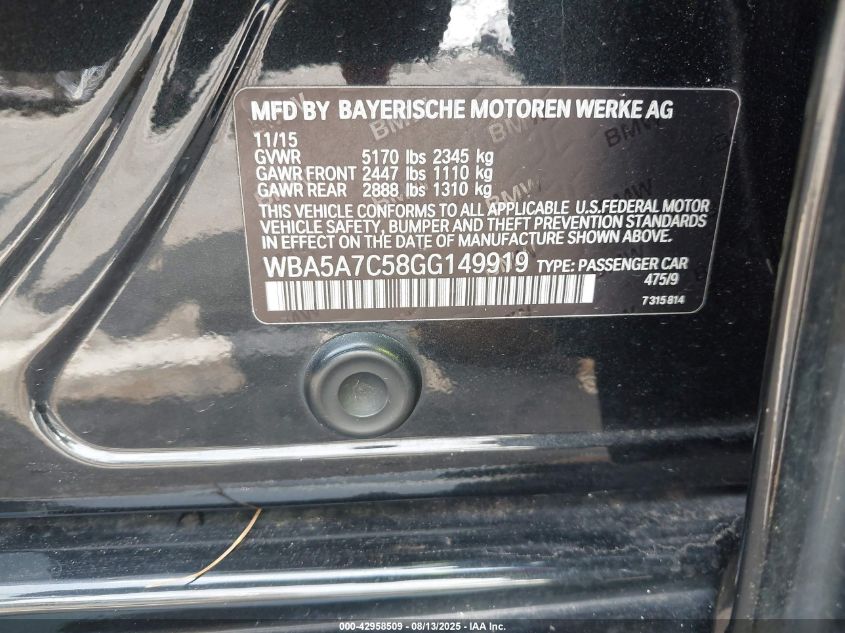 MFD BY BAYERISCHE MOTOREN WERKE AG
11/15
GVWR 5170 lbs 2345 kg
GAWR FRONT 2447 lbs 1110 kg
GAWR REAR 2888 lbs 1310 kg
THIS VEHICLE CONFORMS TO ALL APPLICABLE U.S.FEDERAL MOTOR
VEHICLE SAFETY, BUMPER AND THEFT PREVENTION STANDARDS
IN EFFECT ON THE DATE OF MANUFACTURE SHOWN ABOVE.
WBA5A7C58GG149919 TYPE: PASSENGER CAR
475/9
7315814
000-42958509 - 08/13/2025 - IAA Inc.